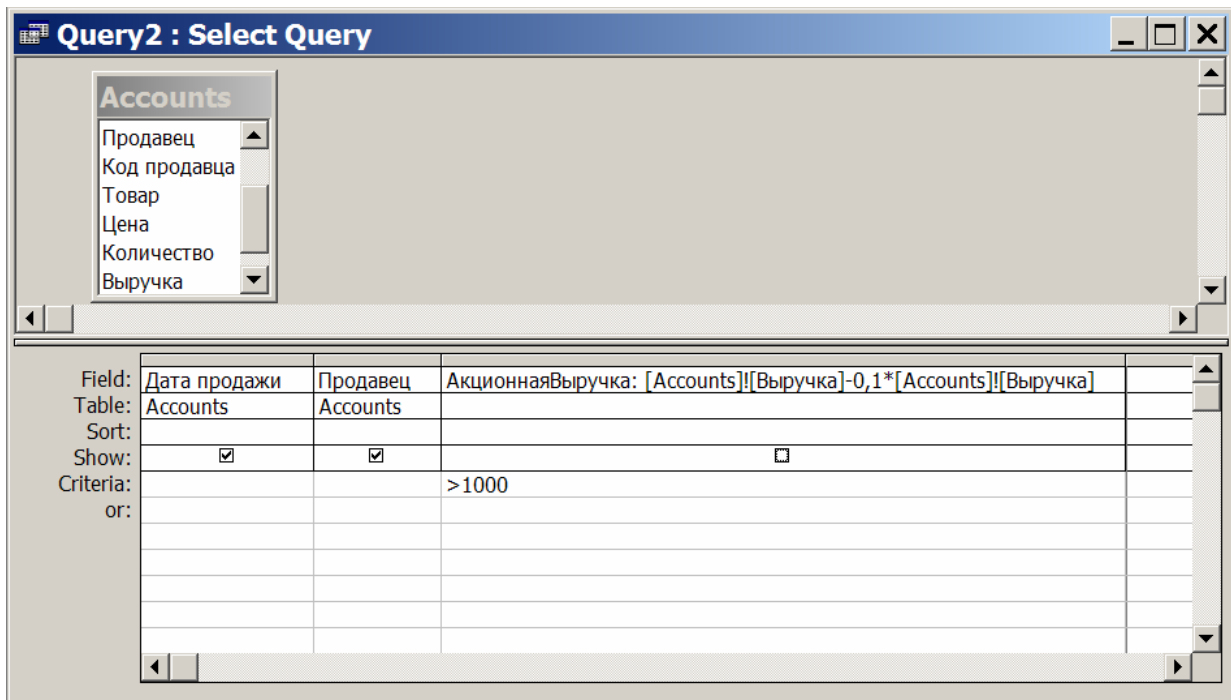 Query2 : Select Query
Accounts
Продавец
Код продавца
Товар
Цена
Количество
Выручка
Field: Дата продажи Продавец АкционнаяВыручка: [Accounts]![Выручка]-0,1*[Accounts]![Выручка]
Table: Accounts Accounts
Sort:
Show:
Criteria: >1000
or: